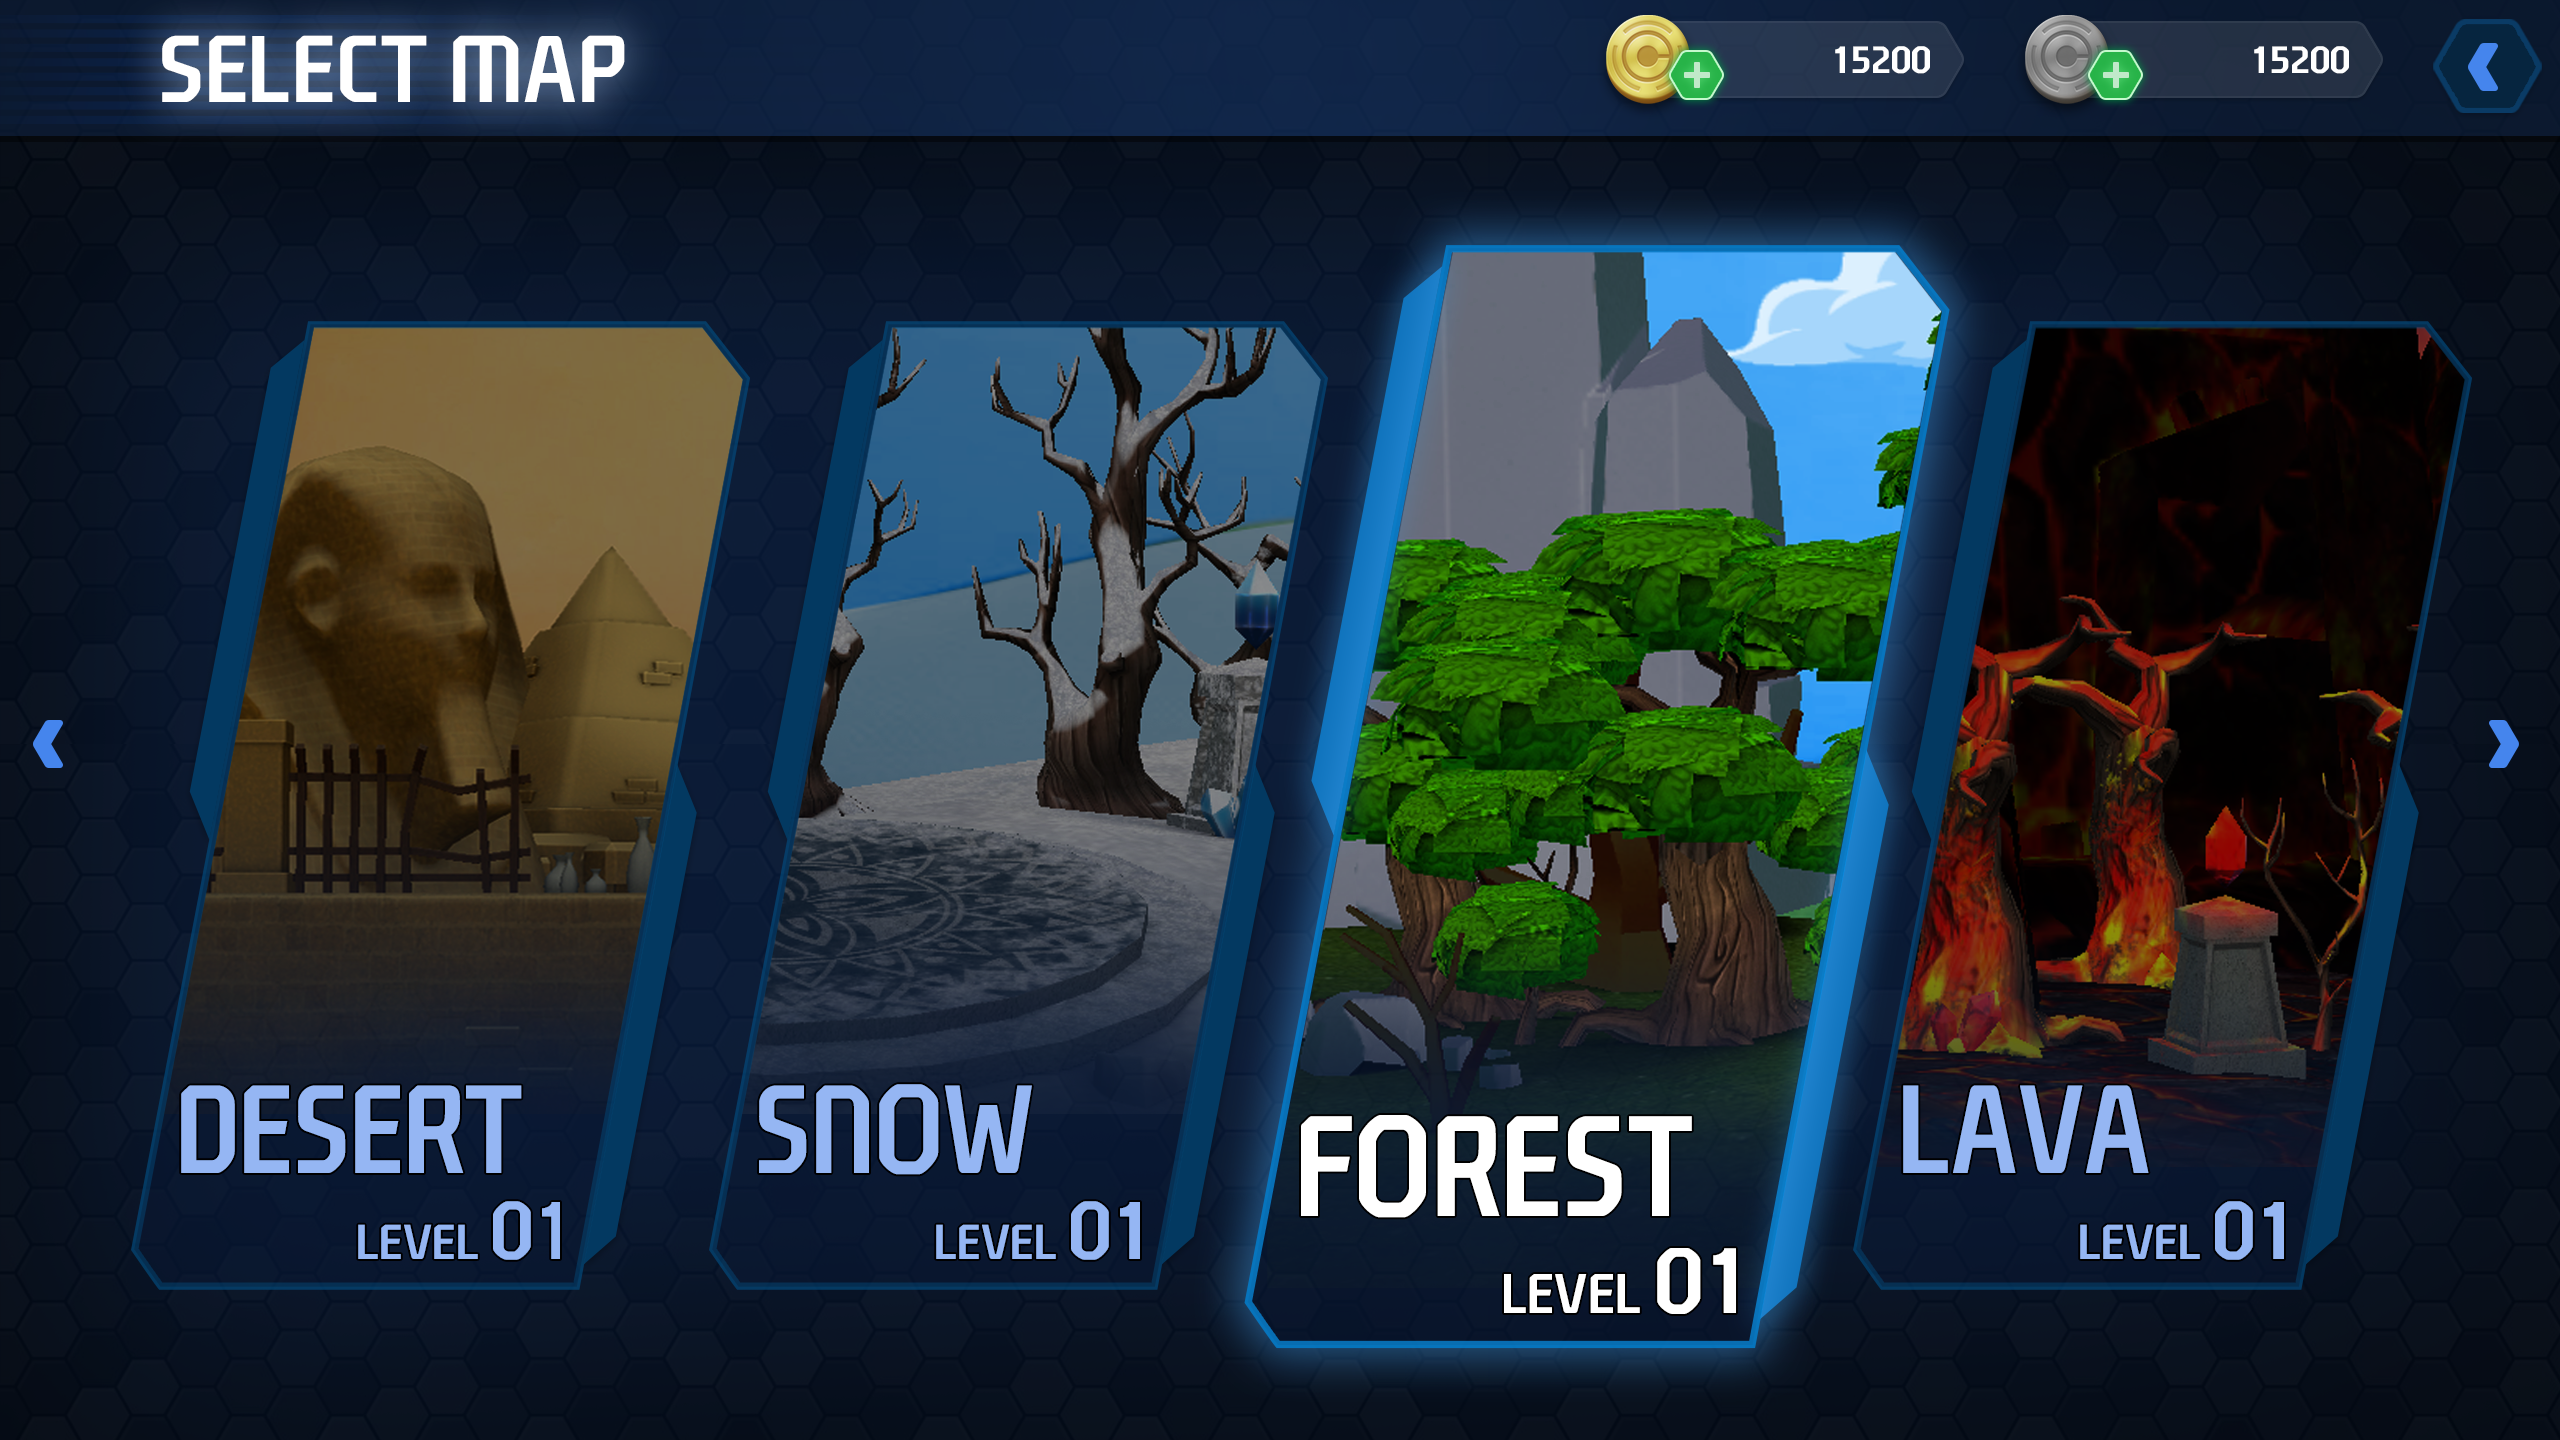 SELECT MAP
15200
15200
DESERT
LEVEL 01
SNOW
LEVEL 01
FOREST
LEVEL 01
LAVA
LEVEL 01